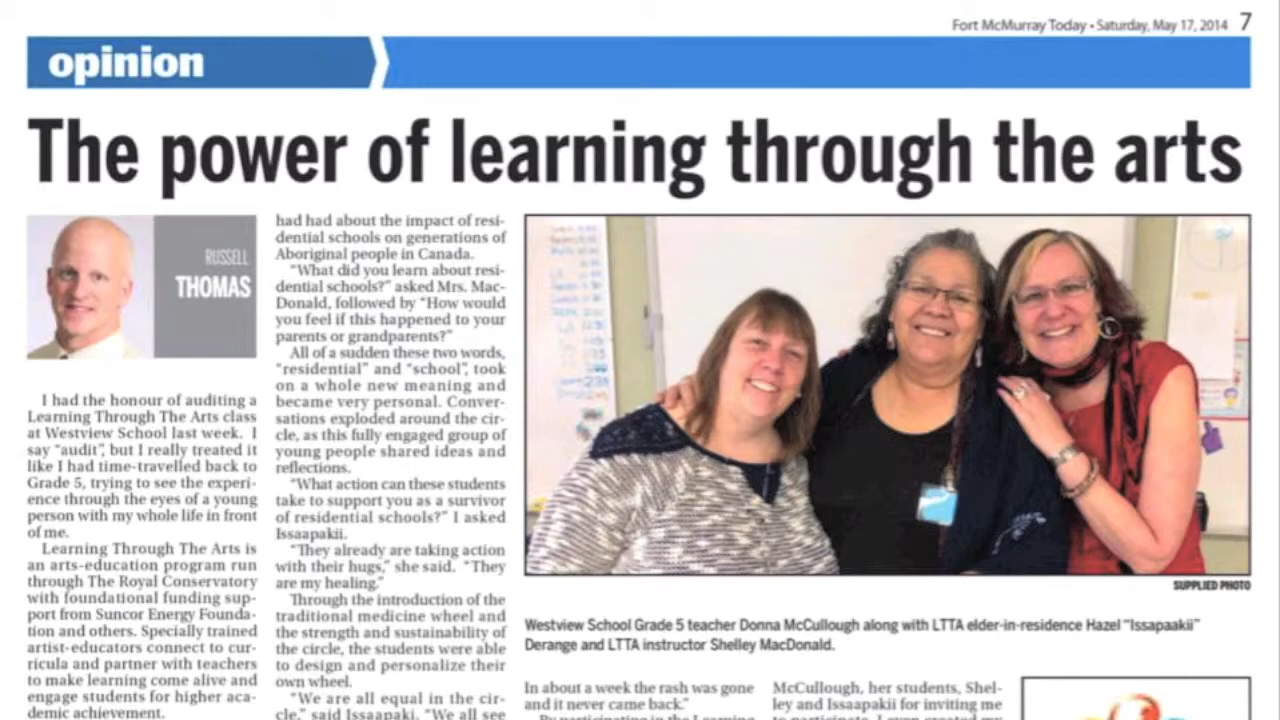 Fort McMurray Today • Saturday, May 17, 2014 7
opinion
The power of learning through the arts
RUSSELL
THOMAS
I had the honour of auditing a
Learning Through The Arts class
at Westview School last week. I
say "audit", but I really treated it
like I had time-travelled back to
Grade 5, trying to see the experi-
ence through the eyes of a young
person with my whole life in front
of me.
Learning Through The Arts is
an arts-education program run
through The Royal Conservatory
with foundational funding sup-
port from Suncor Energy Founda-
tion and others. Specially trained
artist-educators connect to cur-
ricula and partner with teachers
to make learning come alive and
engage students for higher aca-
demic achievement.
had had about the impact of resi-
dential schools on generations of
Aboriginal people in Canada.
"What did you learn about resi-
dential schools?" asked Mrs. Mac-
Donald, followed by "How would
you feel if this happened to your
parents or grandparents?"
All of a sudden these two words,
"residential" and "school", took
on a whole new meaning and
became very personal. Conver-
sations exploded around the cir-
cle, as this fully engaged group of
young people shared ideas and
reflections.
"What action can these students
take to support you as a survivor
of residential schools?" I asked
Issaapakii.
"They already are taking action
with their hugs," she said. "They
are my healing."
Through the introduction of the
traditional medicine wheel and
the strength and sustainability of
the circle, the students were able
to design and personalize their
own wheel.
"We are all equal in the cir-
cle," said Issaapaki. "We all see
SUPPLIED PHOTO
Westview School Grade 5 teacher Donna McCullough along with LTTA elder-in-residence Hazel "Issapaakii"
Derange and LTTA instructor Shelley MacDonald.
In about a week the rash was gone
and it never came back."
By participating in the Learning
McCullough, her students, Shel-
ley and Issaapakii for inviting me
to participate. I even created my